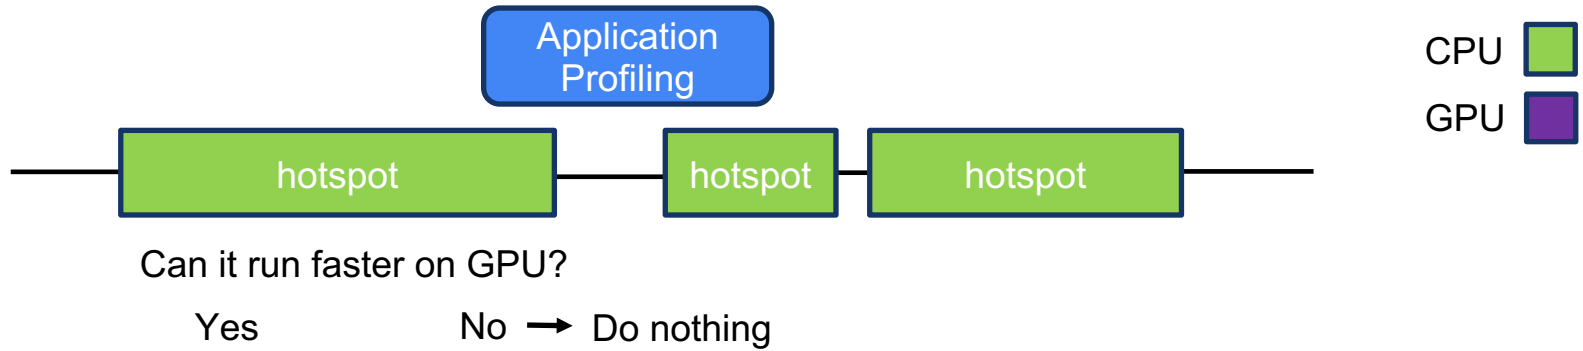 Application
Profiling
CPU
GPU
hotspot hotspot hotspot
Can it run faster on GPU?
Yes No Do nothing